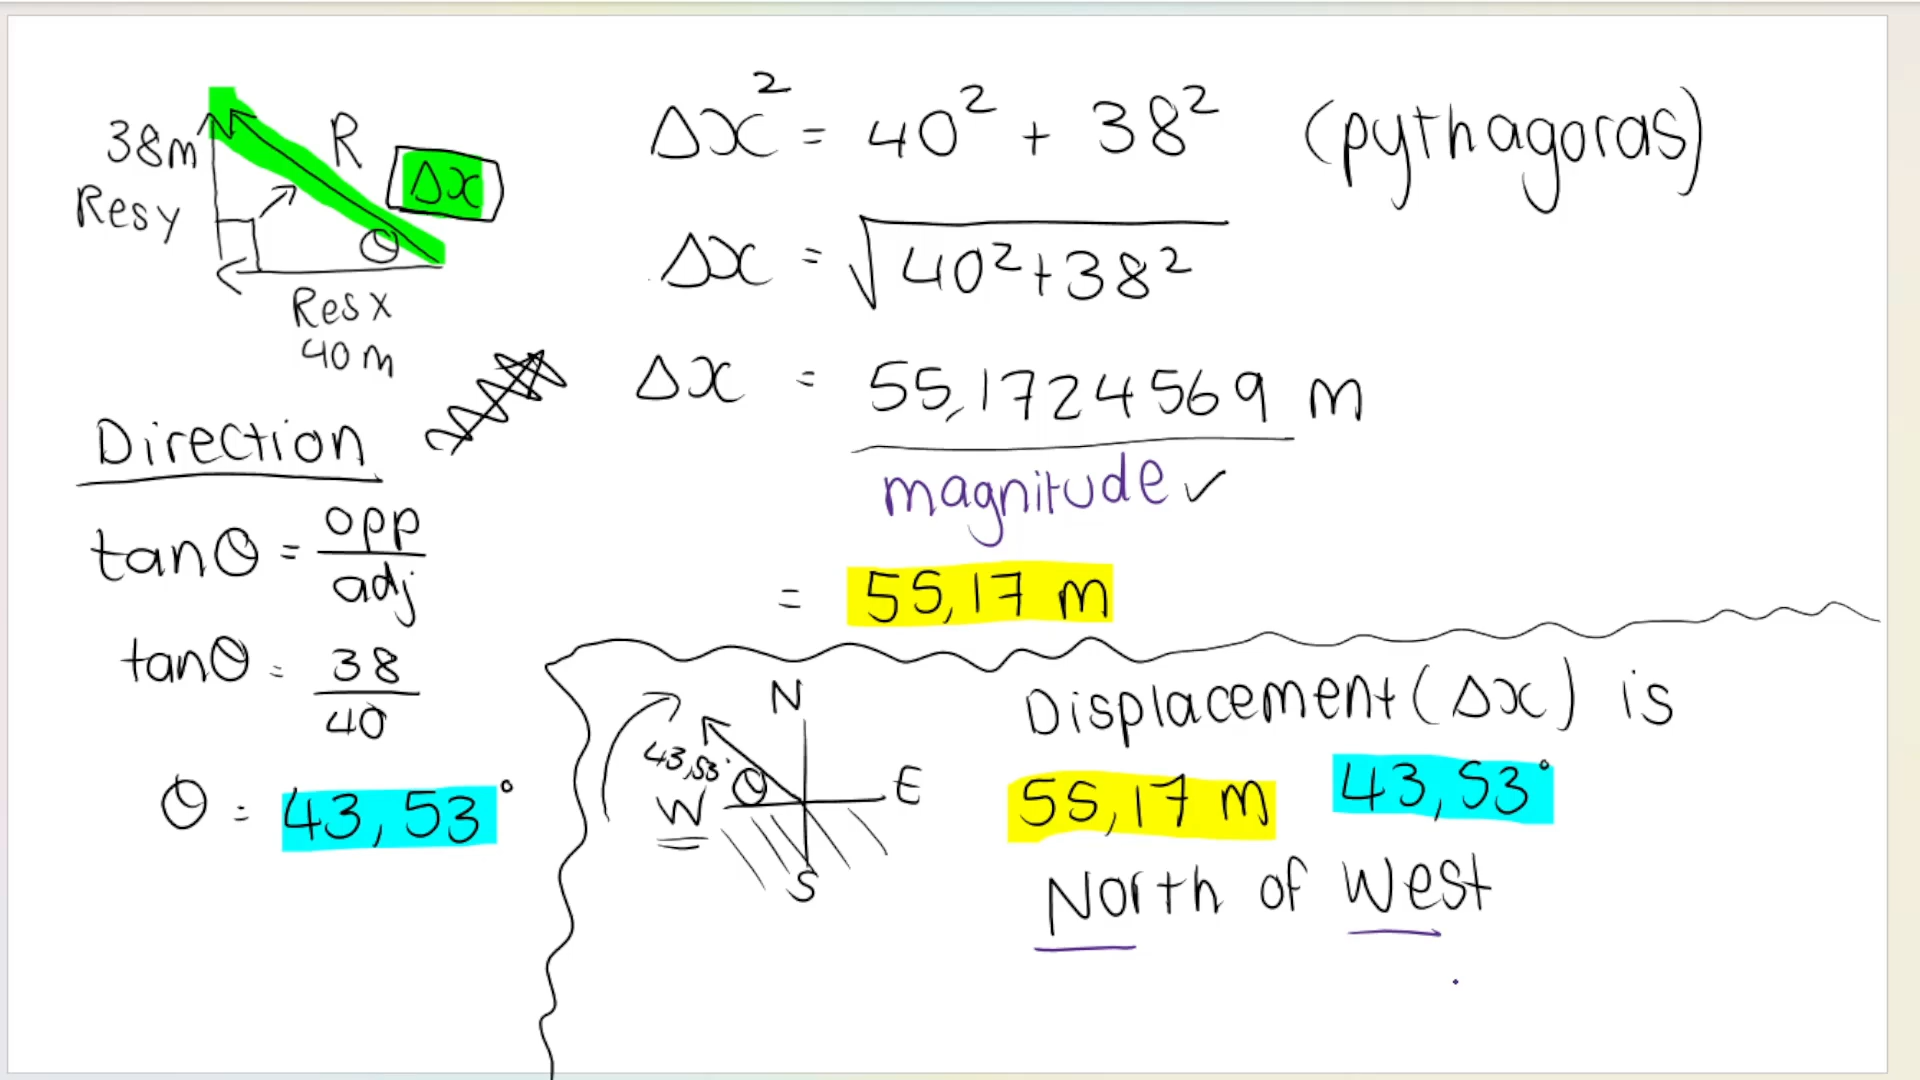 38m
Resy
R
Δx
θ
Res x
40 m
Δx² = 40² + 38² (pythagoras)
Δx = √40²+38²
Δx = 55,1724569 m
magnitude ✓
= 55,17 m
Direction
tanθ = opp/adj
tanθ = 38/40
θ = 43,53°
N
43,53° θ
W
E
S
Displacement (Δx) is
55,17 m 43,53°
North of West